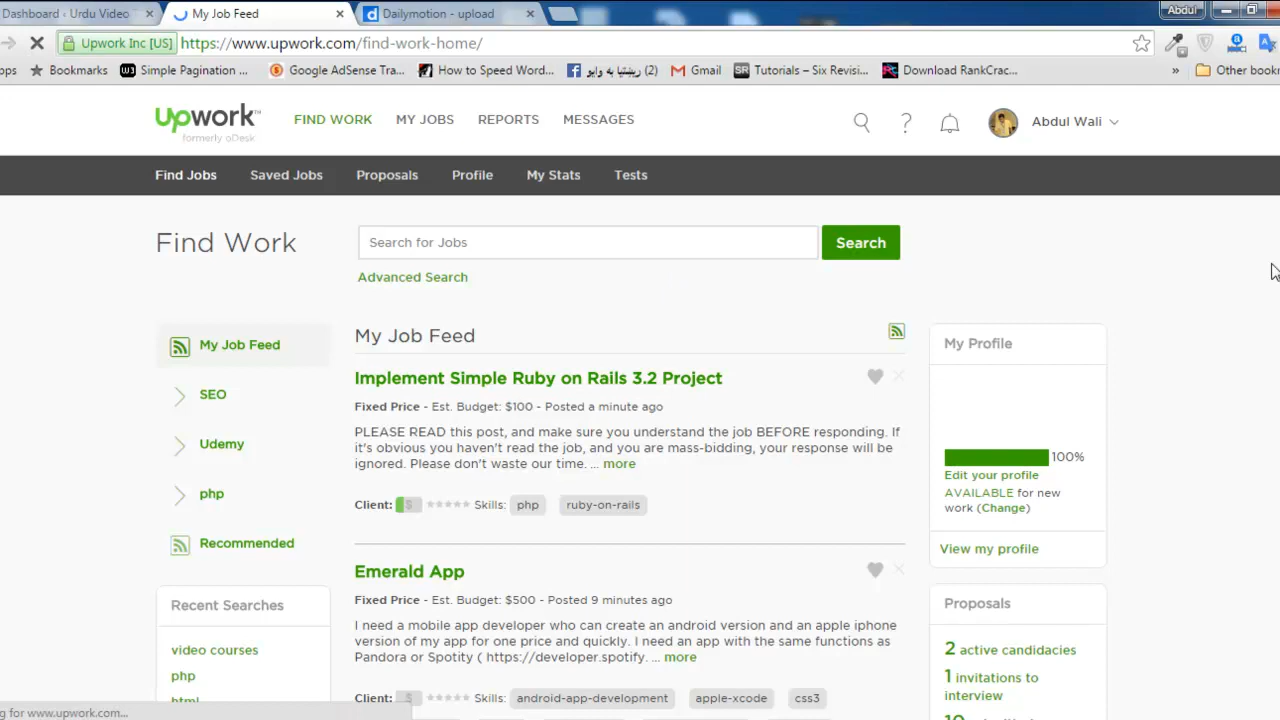 Dashboard ‹ Urdu Video
My Job Feed
Dailymotion - upload
Abdul
Upwork Inc [US]
https://www.upwork.com/find-work-home/
ops
Bookmarks
Simple Pagination ...
Google AdSense Tra...
How to Speed Word...
(2) ریښتیا به وایو
Gmail
Tutorials – Six Revisi...
Download RankCrac...
»
Other bookm
Upwork™
formerly oDesk
FIND WORK
MY JOBS
REPORTS
MESSAGES
Abdul Wali
Find Jobs
Saved Jobs
Proposals
Profile
My Stats
Tests
Find Work
Search for Jobs
Search
Advanced Search
My Job Feed
SEO
Udemy
php
Recommended
Recent Searches
video courses
php
html
My Job Feed
Implement Simple Ruby on Rails 3.2 Project
Fixed Price - Est. Budget: $100 - Posted a minute ago
PLEASE READ this post, and make sure you understand the job BEFORE responding. If
it's obvious you haven't read the job, and you are mass-bidding, your response will be
ignored. Please don't waste our time. ... more
Client: $ Skills: php ruby-on-rails
Emerald App
Fixed Price - Est. Budget: $500 - Posted 9 minutes ago
I need a mobile app developer who can create an android version and an apple iphone
version of my app for one price and quickly. I need an app with the same functions as
Pandora or Spotity ( https://developer.spotify. ... more
Client: $ Skills: android-app-development apple-xcode css3
My Profile
100%
Edit your profile
AVAILABLE for new
work (Change)
View my profile
Proposals
2 active candidacies
1 invitations to
interview
10
g for www.upwork.com...